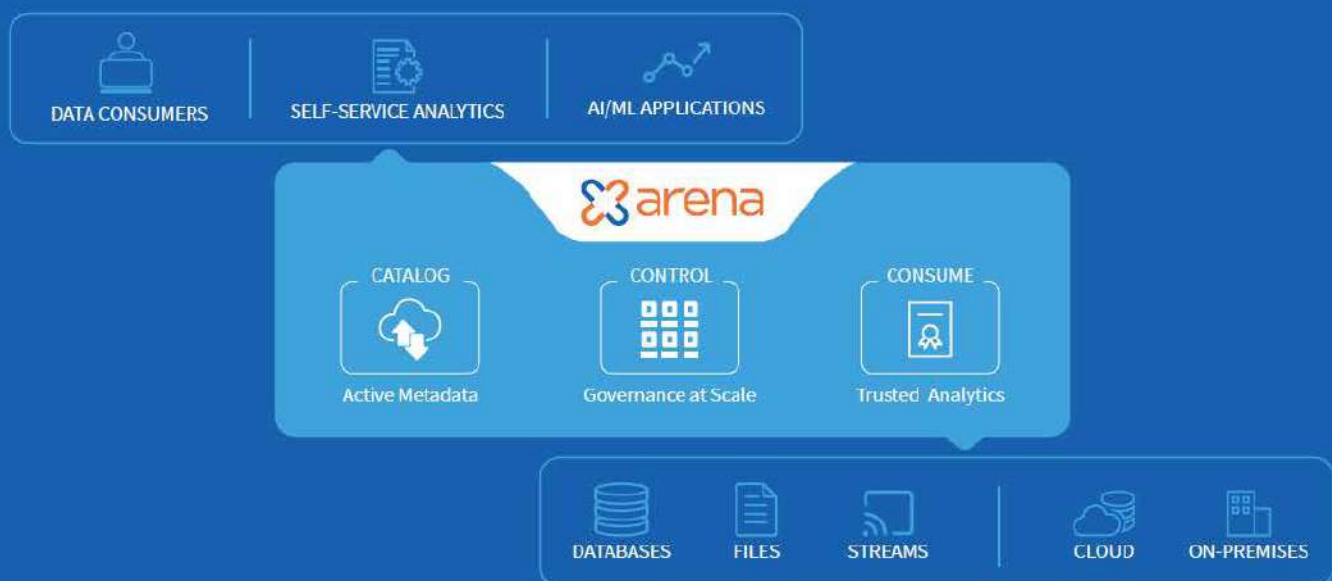 DATA CONSUMERS
SELF-SERVICE ANALYTICS
AI/ML APPLICATIONS
arena
CATALOG
Active Metadata
CONTROL
Governance at Scale
CONSUME
Trusted Analytics
DATABASES
FILES
STREAMS
CLOUD
ON-PREMISES